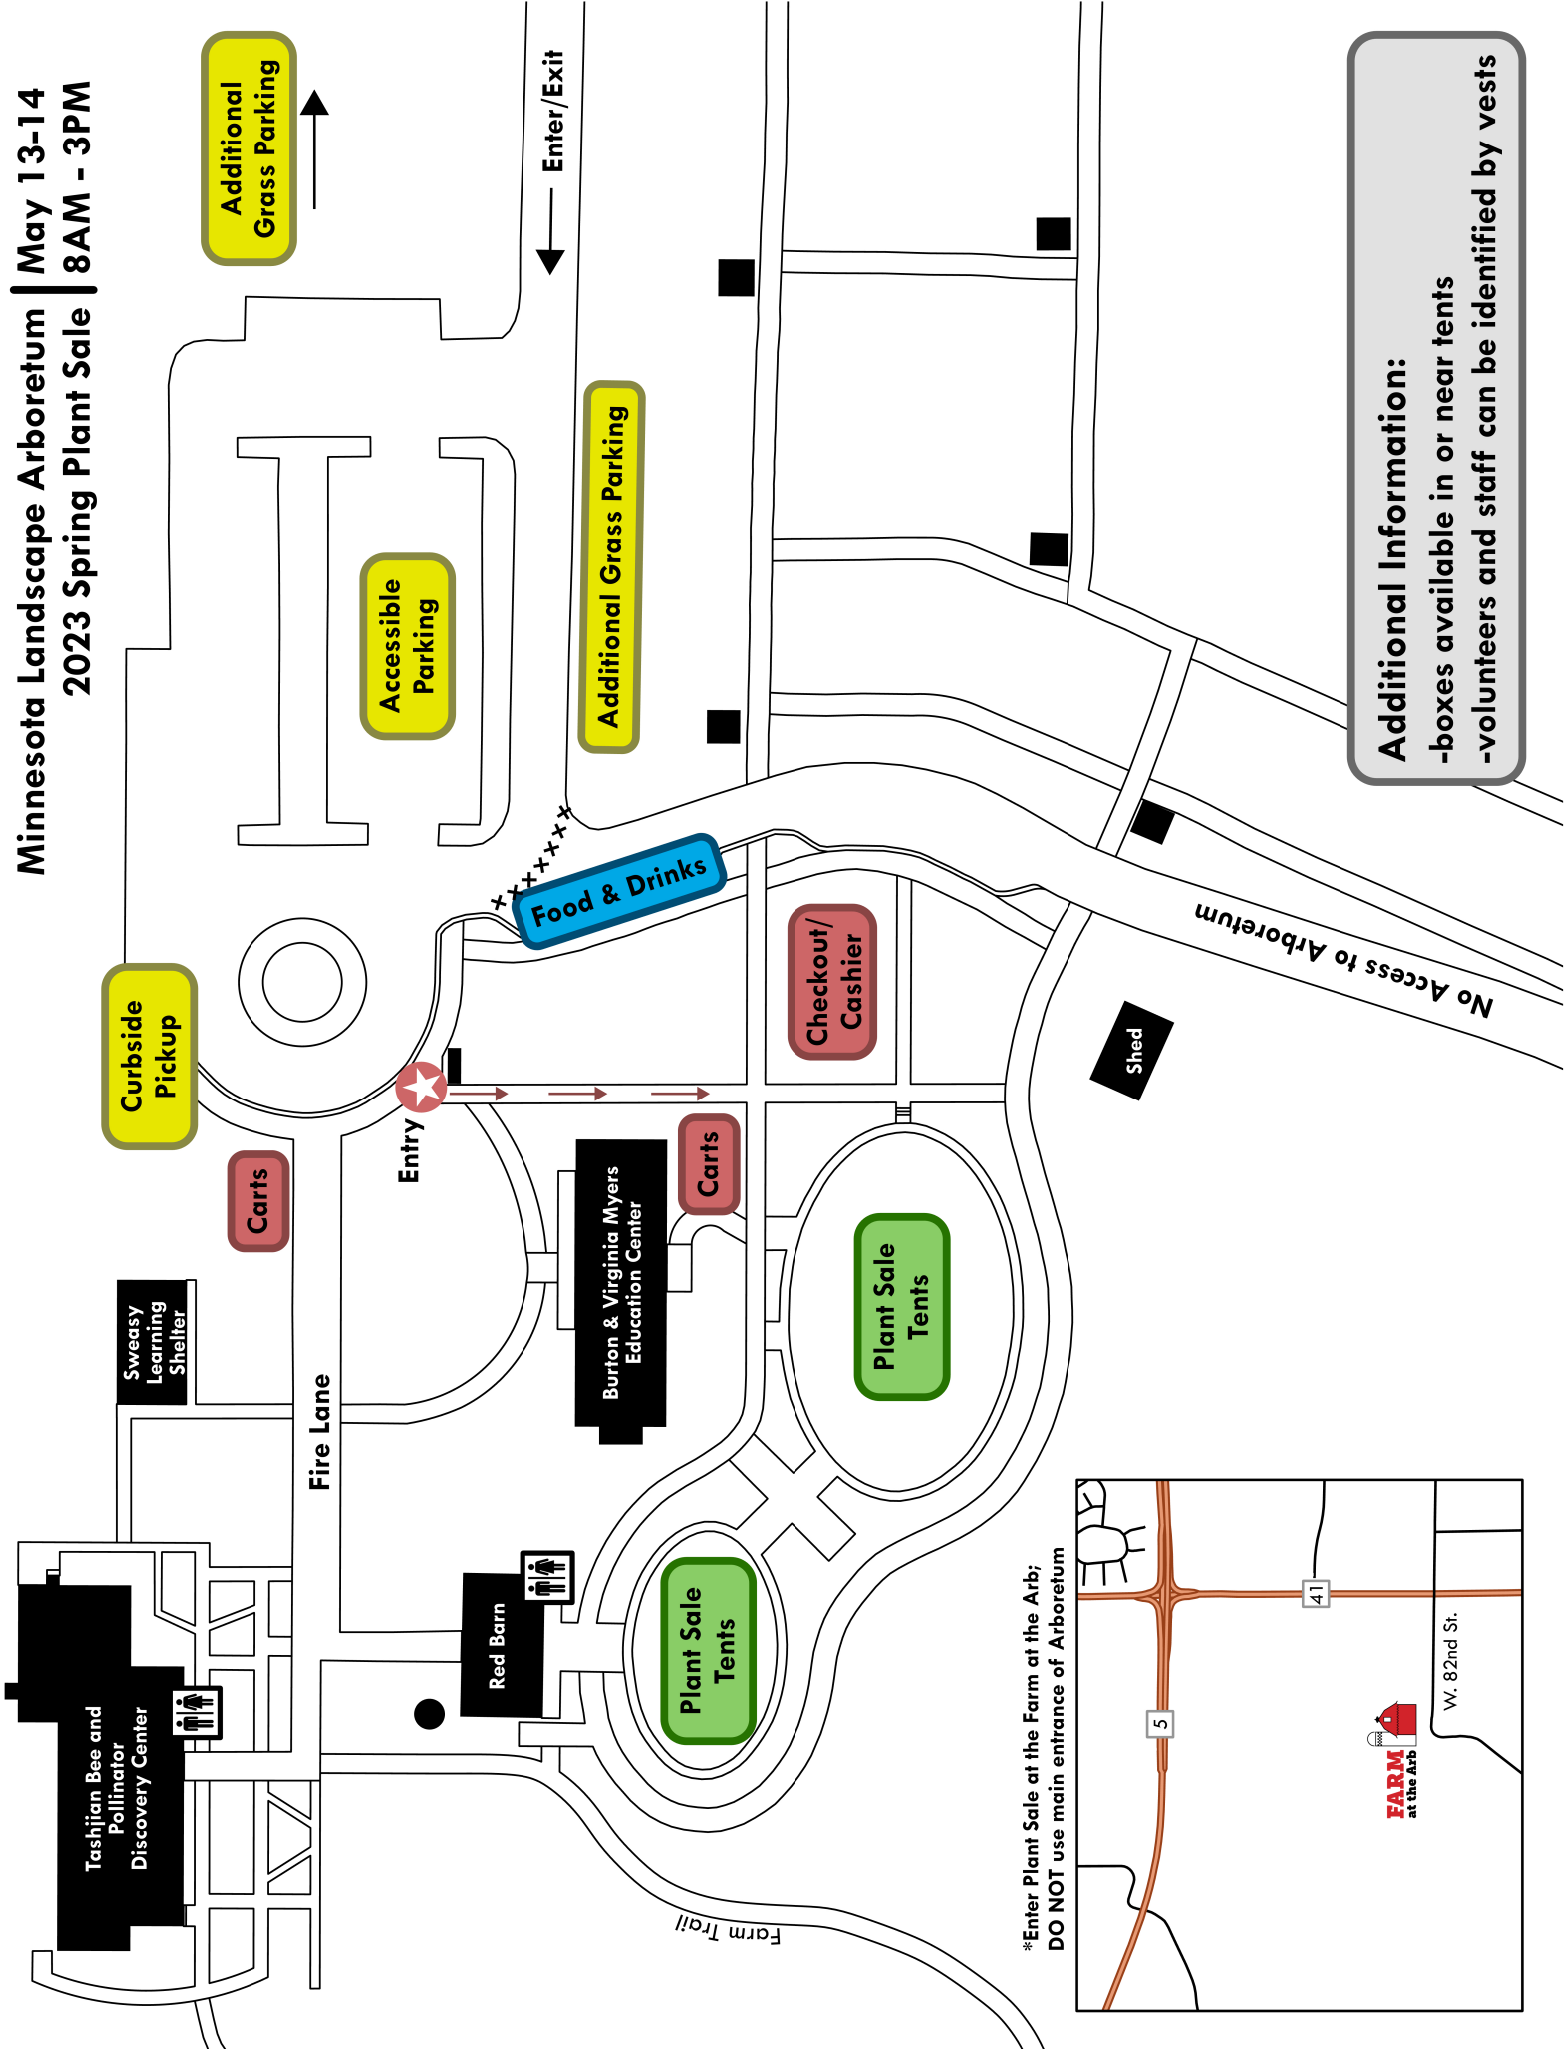 Minnesota Landscape Arboretum | May 13-14
2023 Spring Plant Sale | 8AM - 3PM
Additional
Grass Parking
Enter/Exit
Accessible
Parking
Additional Grass Parking
Curbside
Pickup
Food & Drinks
Checkout/
Cashier
Carts
Entry
Carts
Sweasy
Learning
Shelter
Fire Lane
Burton & Virginia Myers
Education Center
Plant Sale
Tents
Shed
No Access to Arboretum
Tashjian Bee and
Pollinator
Discovery Center
Red Barn
Plant Sale
Tents
Farm Trail
*Enter Plant Sale at the Farm at the Arb;
DO NOT use main entrance of Arboretum
5
41
W. 82nd St.
FARM
at the Arb
Additional Information:
-boxes available in or near tents
-volunteers and staff can be identified by vests